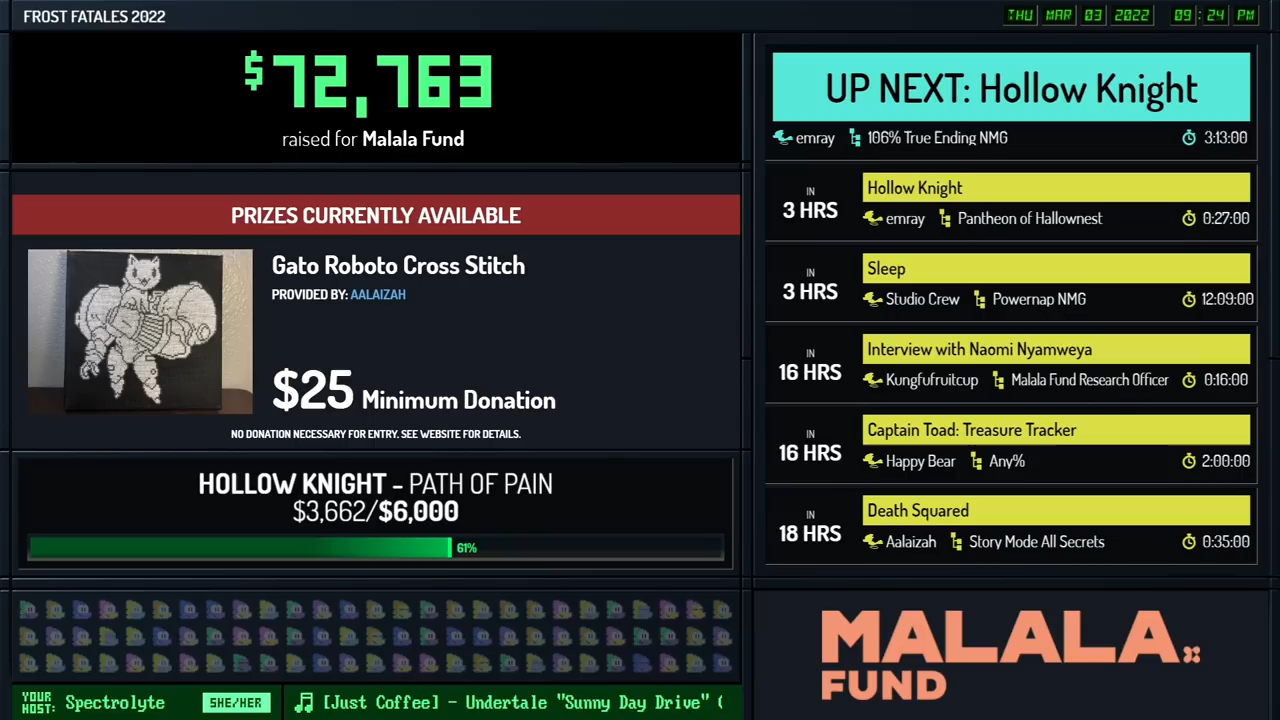 FROST FATALES 2022
THU MAR 03 2022 09:24 PM
$72,763
raised for Malala Fund
PRIZES CURRENTLY AVAILABLE
Gato Roboto Cross Stitch
PROVIDED BY: AALAIZAH
$25 Minimum Donation
NO DONATION NECESSARY FOR ENTRY. SEE WEBSITE FOR DETAILS.
HOLLOW KNIGHT - PATH OF PAIN
$3,662/$6,000
61%
UP NEXT: Hollow Knight
emray 106% True Ending NMG 3:13:00
IN
3 HRS
Hollow Knight
emray Pantheon of Hallownest 0:27:00
IN
3 HRS
Sleep
Studio Crew Powernap NMG 12:09:00
IN
16 HRS
Interview with Naomi Nyamweya
Kungfufruitcup Malala Fund Research Officer 0:16:00
IN
16 HRS
Captain Toad: Treasure Tracker
Happy Bear Any% 2:00:00
IN
18 HRS
Death Squared
Aalaizah Story Mode All Secrets 0:35:00
MALALA
FUND
YOUR
HOST: Spectrolyte SHE/HER
[Just Coffee] - Undertale "Sunny Day Drive" (